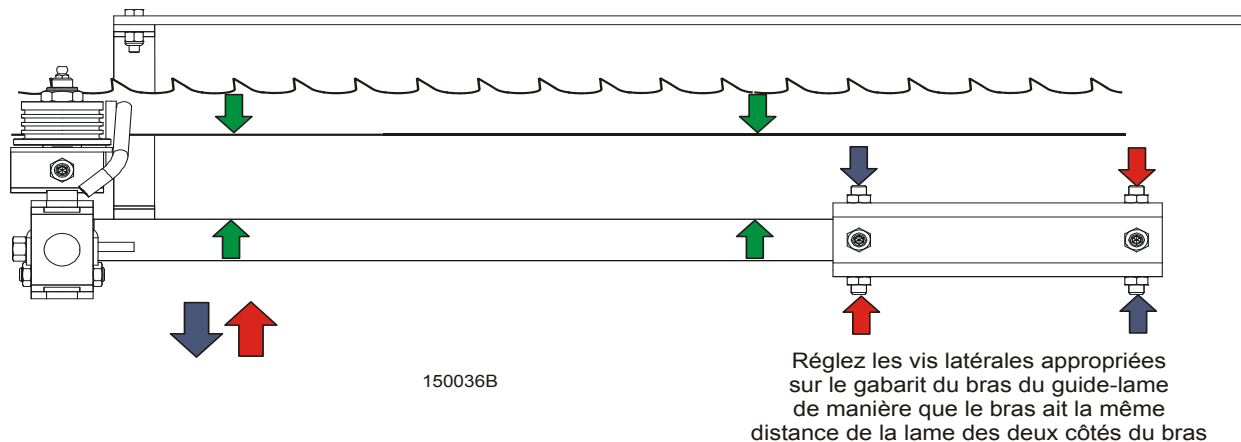 150036B
Réglez les vis latérales appropriées
sur le gabarit du bras du guide-lame
de manière que le bras ait la même
distance de la lame des deux côtés du bras